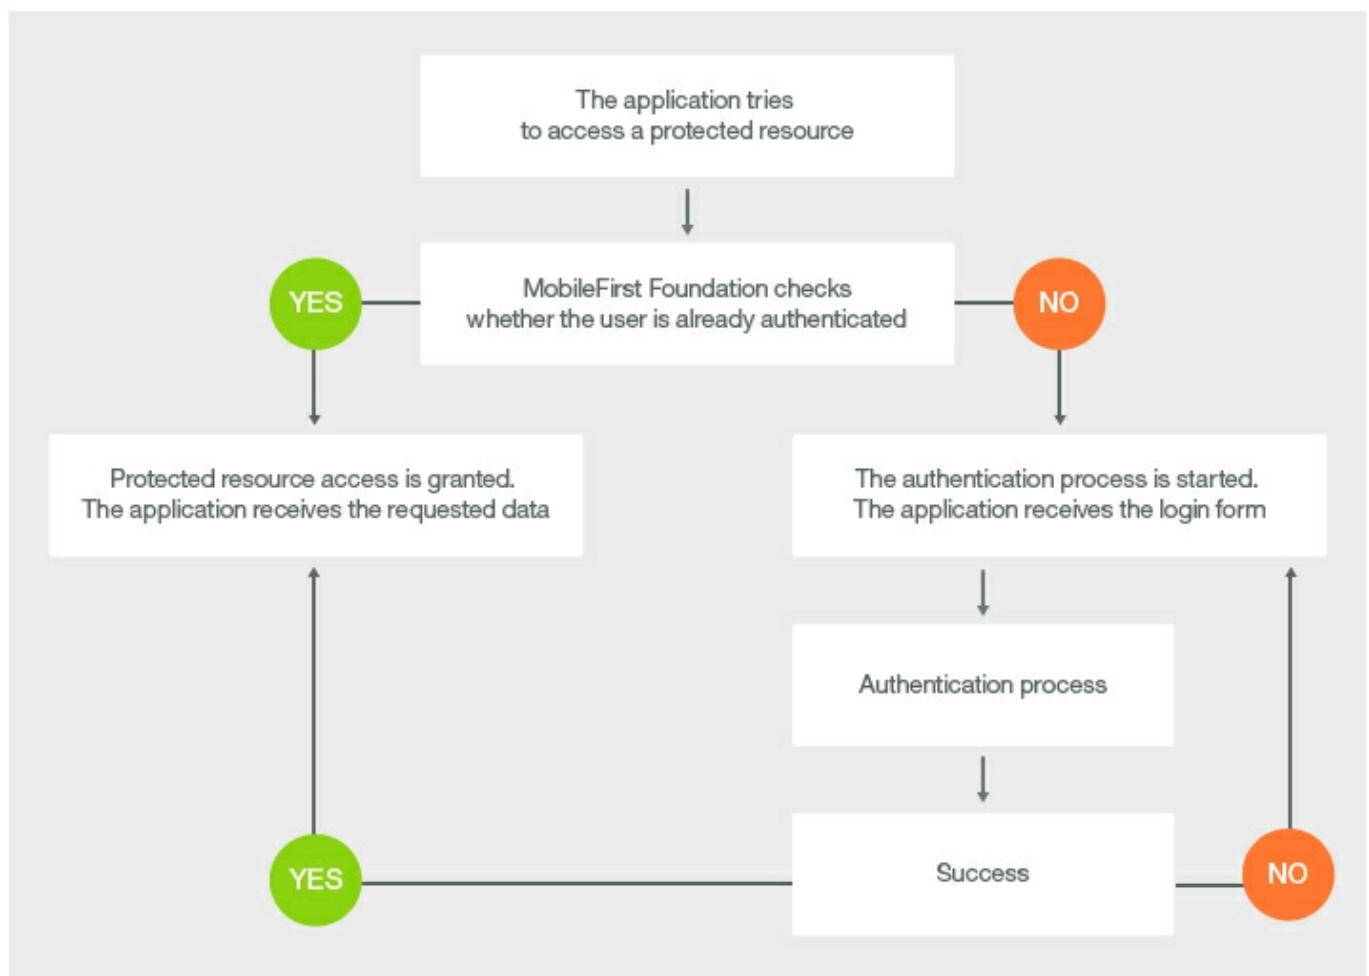 The application tries
to access a protected resource
YES
MobileFirst Foundation checks
whether the user is already authenticated
NO
Protected resource access is granted.
The application receives the requested data
The authentication process is started.
The application receives the login form
Authentication process
YES
Success
NO